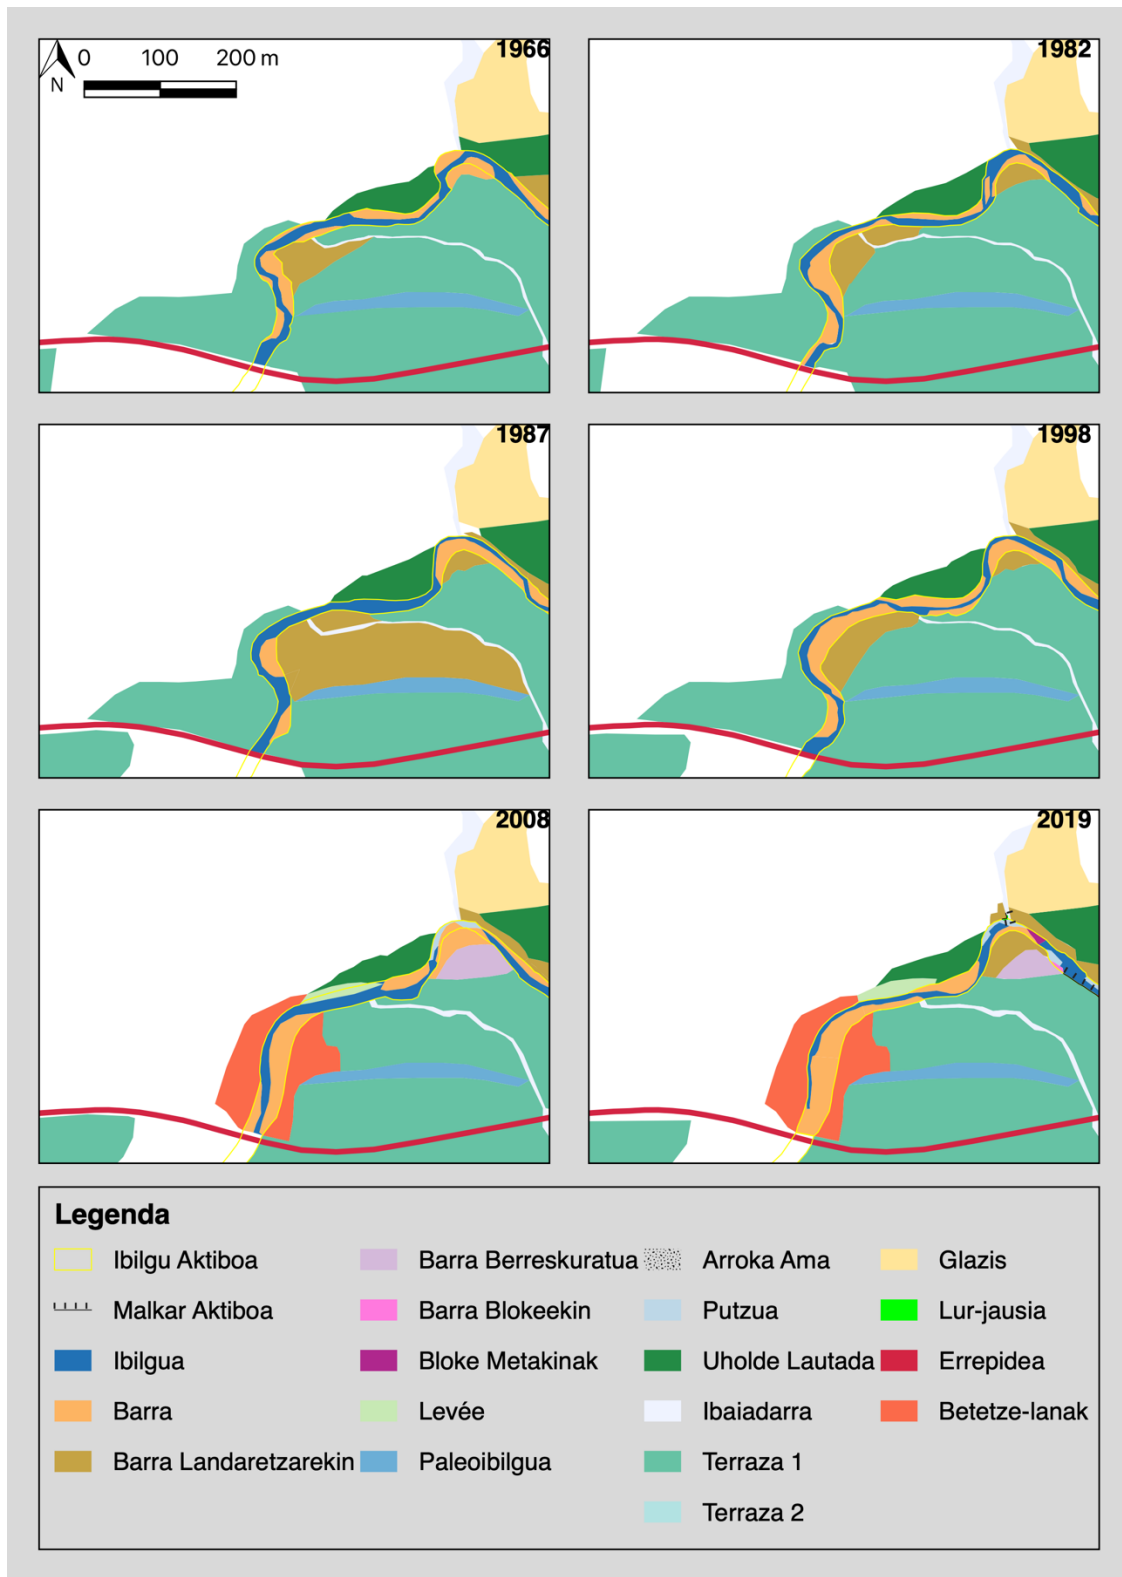 1966
1982
0 100 200 m
N
1987
1998
2008
2019
Legenda
Ibilgu Aktiboa
Malkar Aktiboa
Ibilgua
Barra
Barra Landaretzarekin
Barra Berreskuratua
Barra Blokeekin
Bloke Metakinak
Levée
Paleoibilgua
Arroka Ama
Putzua
Uholde Lautada
Ibaiadarra
Terraza 1
Terraza 2
Glazis
Lur-jausia
Errepidea
Betetze-lanak